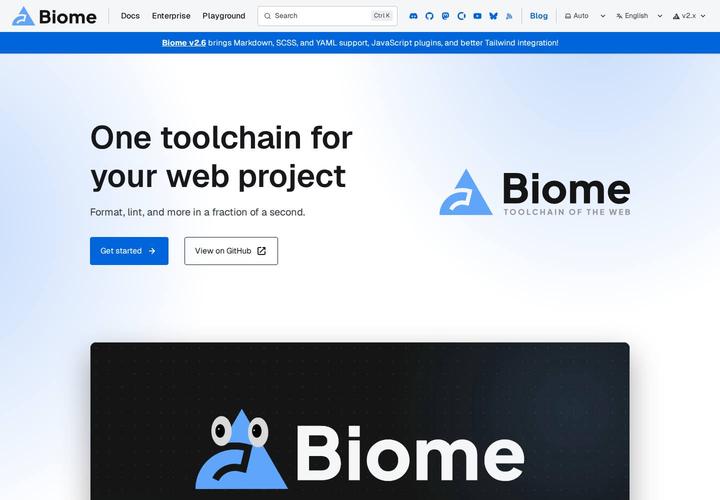 Biome
Docs Enterprise Playground
Search Ctrl K
Blog
Auto
English
v2.x
Biome v2.6 brings Markdown, SCSS, and YAML support, JavaScript plugins, and better Tailwind integration!
One toolchain for
your web project
Format, lint, and more in a fraction of a second.
Get started
View on GitHub
Biome
TOOLCHAIN OF THE WEB
Biome